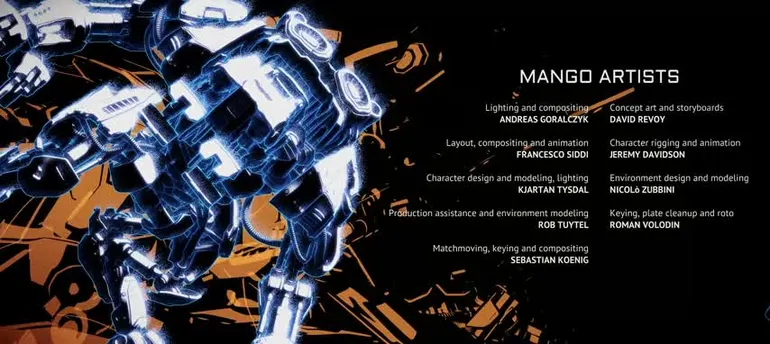 MANGO ARTISTS
Lighting and compositing
ANDREAS GORALCZYK
Layout, compositing and animation
FRANCESCO SIDDI
Character design and modeling, lighting
KJARTAN TYSDAL
Production assistance and environment modeling
ROB TUYTEL
Matchmoving, keying and compositing
SEBASTIAN KOENIG
Concept art and storyboards
DAVID REVOY
Character rigging and animation
JEREMY DAVIDSON
Environment design and modeling
NICOLò ZUBBINI
Keying, plate cleanup and roto
ROMAN VOLODIN